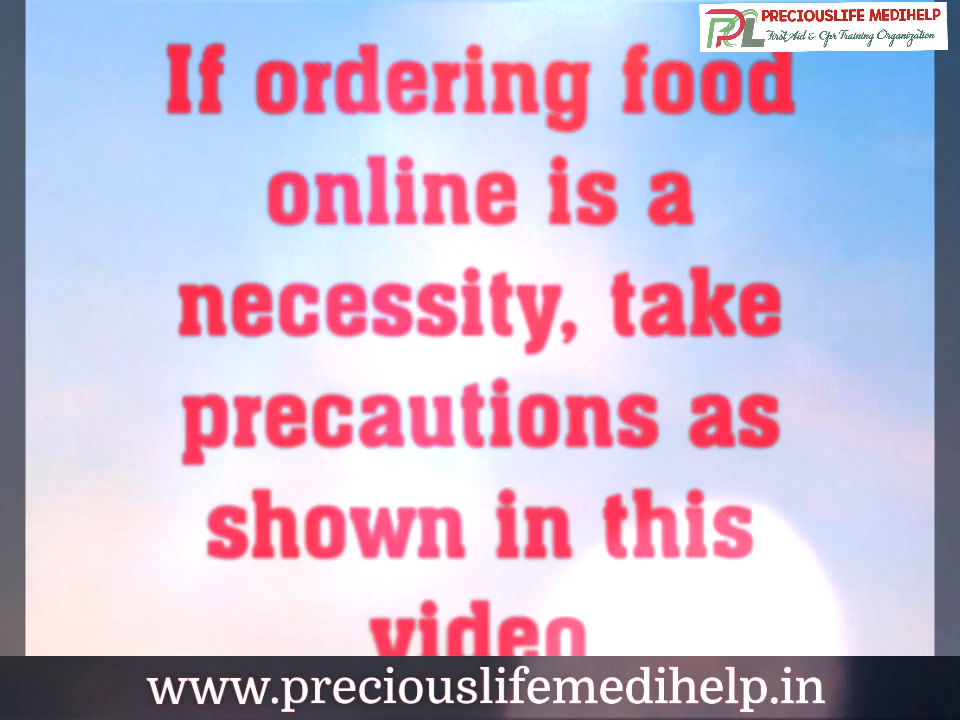 PRECIOUSLIFE MEDIHELP
First Aid & Cpr Training Organization
If ordering food
online is a
necessity, take
precautions as
shown in this
video
www.preciouslifemedihelp.in